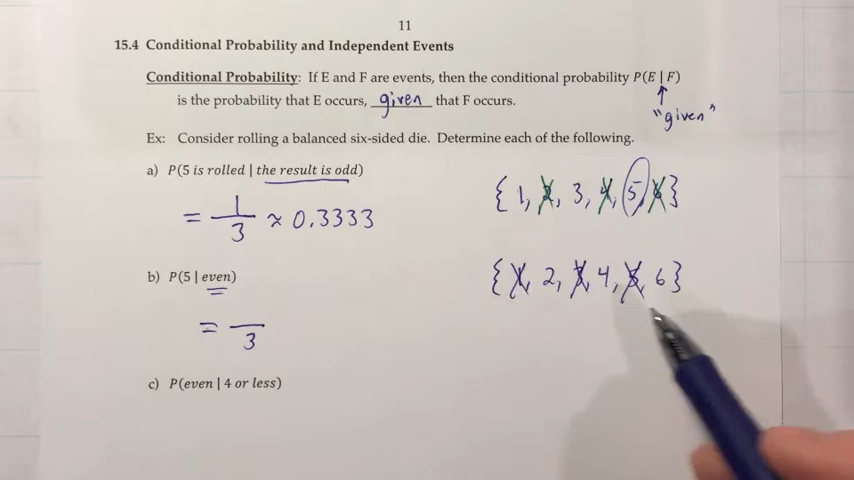 11
15.4 Conditional Probability and Independent Events
Conditional Probability: If E and F are events, then the conditional probability P(E | F)
is the probability that E occurs, given that F occurs.
"given"
Ex: Consider rolling a balanced six-sided die. Determine each of the following.
a) P(5 is rolled | the result is odd)
{ 1, 2, 3, 4, 5, 6 }
= 1/3 ≈ 0.3333
b) P(5 | even)
{ 1, 2, 3, 4, 5, 6 }
= /3
c) P(even | 4 or less)